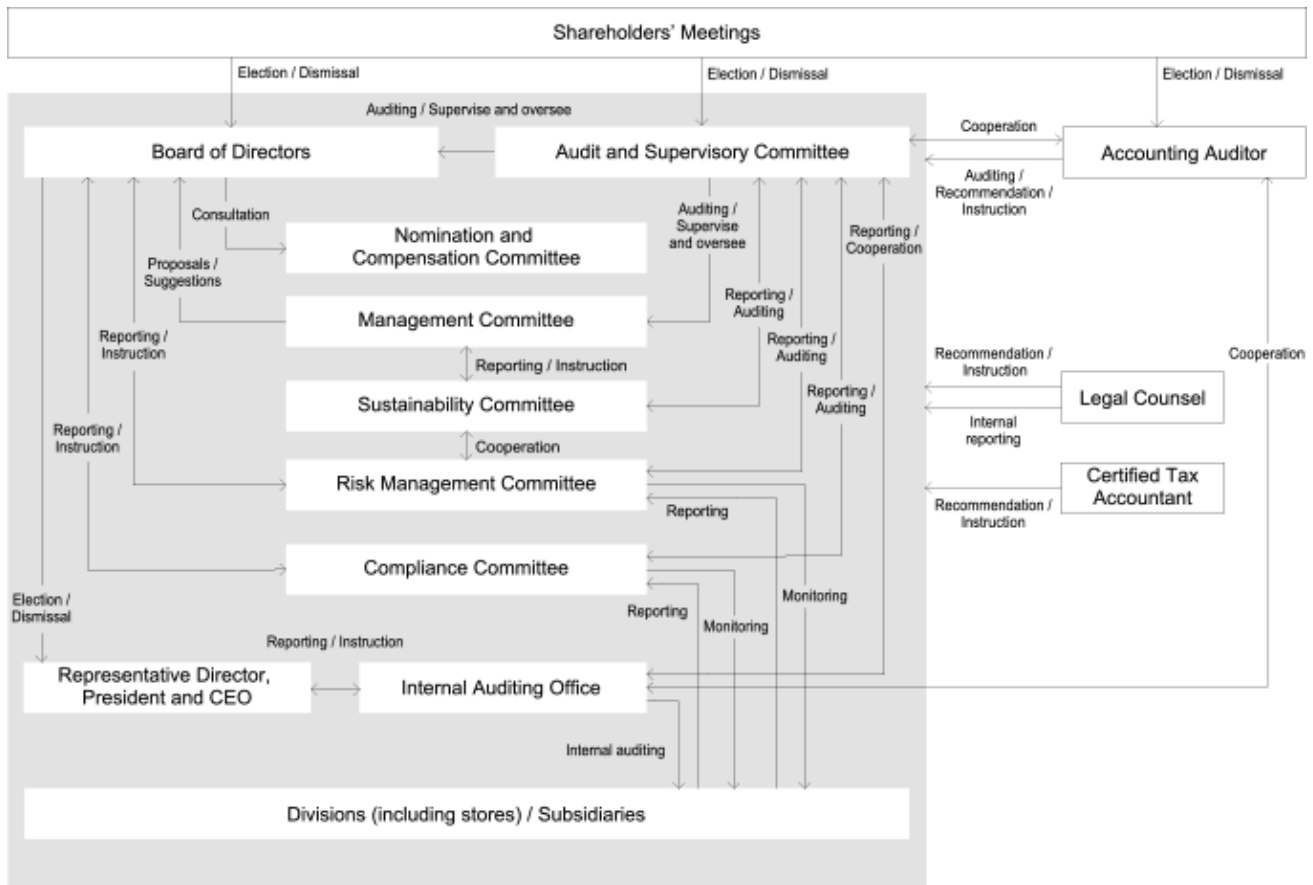 Shareholders' Meetings
Election / Dismissal
Election / Dismissal
Election / Dismissal
Auditing / Supervise and oversee
Board of Directors
Audit and Supervisory Committee
Cooperation
Accounting Auditor
Auditing /
Recommendation /
Instruction
Consultation
Auditing /
Supervise
and oversee
Reporting /
Cooperation
Nomination and
Compensation Committee
Proposals /
Suggestions
Management Committee
Reporting /
Auditing
Reporting /
Instruction
Reporting /
Auditing
Reporting / Instruction
Recommendation /
Instruction
Cooperation
Sustainability Committee
Reporting /
Auditing
Legal Counsel
Reporting /
Instruction
Cooperation
Internal
reporting
Risk Management Committee
Certified Tax
Accountant
Reporting
Recommendation /
Instruction
Compliance Committee
Election /
Dismissal
Reporting
Monitoring
Monitoring
Reporting / Instruction
Representative Director,
President and CEO
Internal Auditing Office
Internal auditing
Divisions (including stores) / Subsidiaries